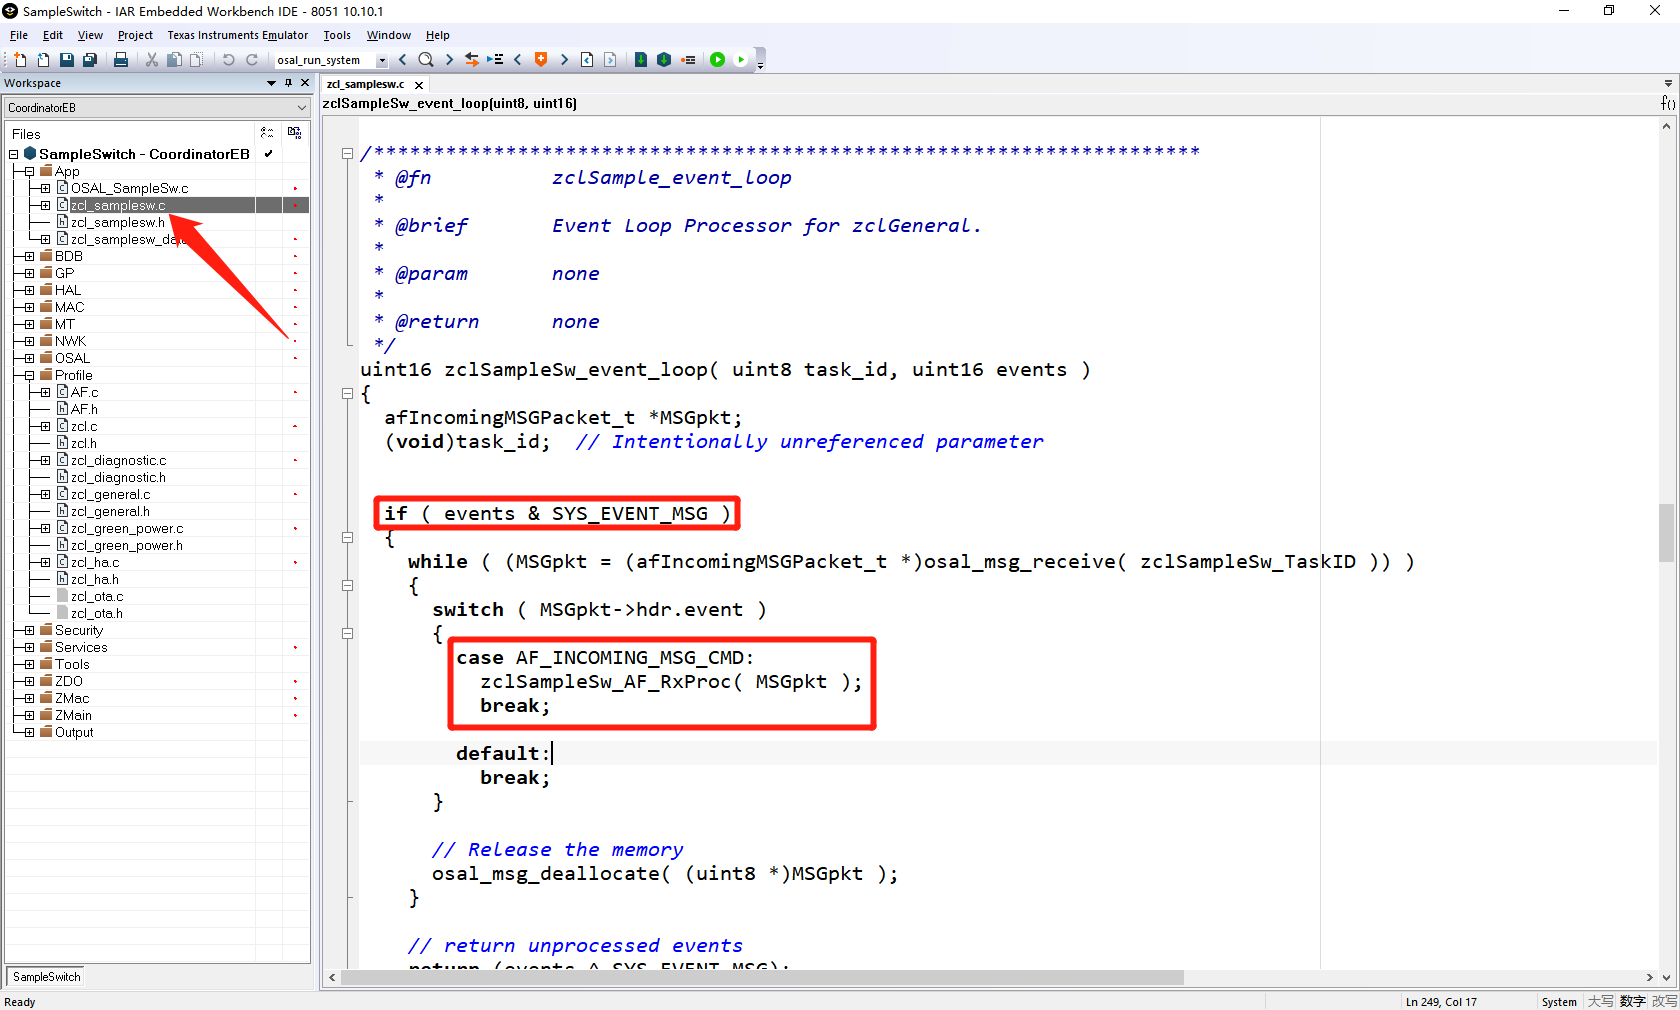 SampleSwitch - IAR Embedded Workbench IDE - 8051 10.10.1
File Edit View Project Texas Instruments Emulator Tools Window Help
osal_run_system
Workspace
CoordinatorEB
Files
SampleSwitch - CoordinatorEB
App
OSAL_SampleSw.c
zcl_samplesw.c
zcl_samplesw.h
zcl_samplesw_da
BDB
GP
HAL
MAC
MT
NWK
OSAL
Profile
AF.c
AF.h
zcl.c
zcl.h
zcl_diagnostic.c
zcl_diagnostic.h
zcl_general.c
zcl_general.h
zcl_green_power.c
zcl_green_power.h
zcl_ha.c
zcl_ha.h
zcl_ota.c
zcl_ota.h
Security
Services
Tools
ZDO
ZMac
ZMain
Output
SampleSwitch
zcl_samplesw.c
zclSampleSw_event_loop(uint8, uint16)
f()
/*********************************************************************
* @fn zclSample_event_loop
*
* @brief Event Loop Processor for zclGeneral.
*
* @param none
*
* @return none
*/
uint16 zclSampleSw_event_loop( uint8 task_id, uint16 events )
{
afIncomingMSGPacket_t *MSGpkt;
(void)task_id; // Intentionally unreferenced parameter
if ( events & SYS_EVENT_MSG )
{
while ( (MSGpkt = (afIncomingMSGPacket_t *)osal_msg_receive( zclSampleSw_TaskID )) )
{
switch ( MSGpkt->hdr.event )
{
case AF_INCOMING_MSG_CMD:
zclSampleSw_AF_RxProc( MSGpkt );
break;
default:
break;
}
// Release the memory
osal_msg_deallocate( (uint8 *)MSGpkt );
}
// return unprocessed events
return (events ^ SYS_EVENT_MSG);
Ready
Ln 249, Col 17
System 大写 数字 改写